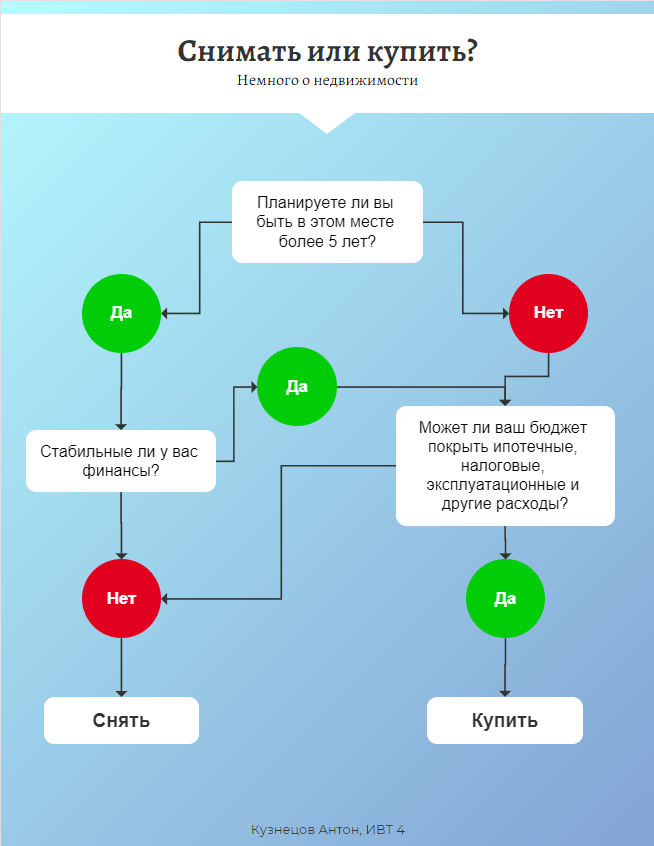 Снимать или купить?
Немного о недвижимости
Планируете ли вы
быть в этом месте
более 5 лет?
Да
Нет
Да
Стабильные ли у вас
финансы?
Может ли ваш бюджет
покрыть ипотечные,
налоговые,
эксплуатационные и
другие расходы?
Нет
Да
Снять
Купить
Кузнецов Антон, ИВТ 4